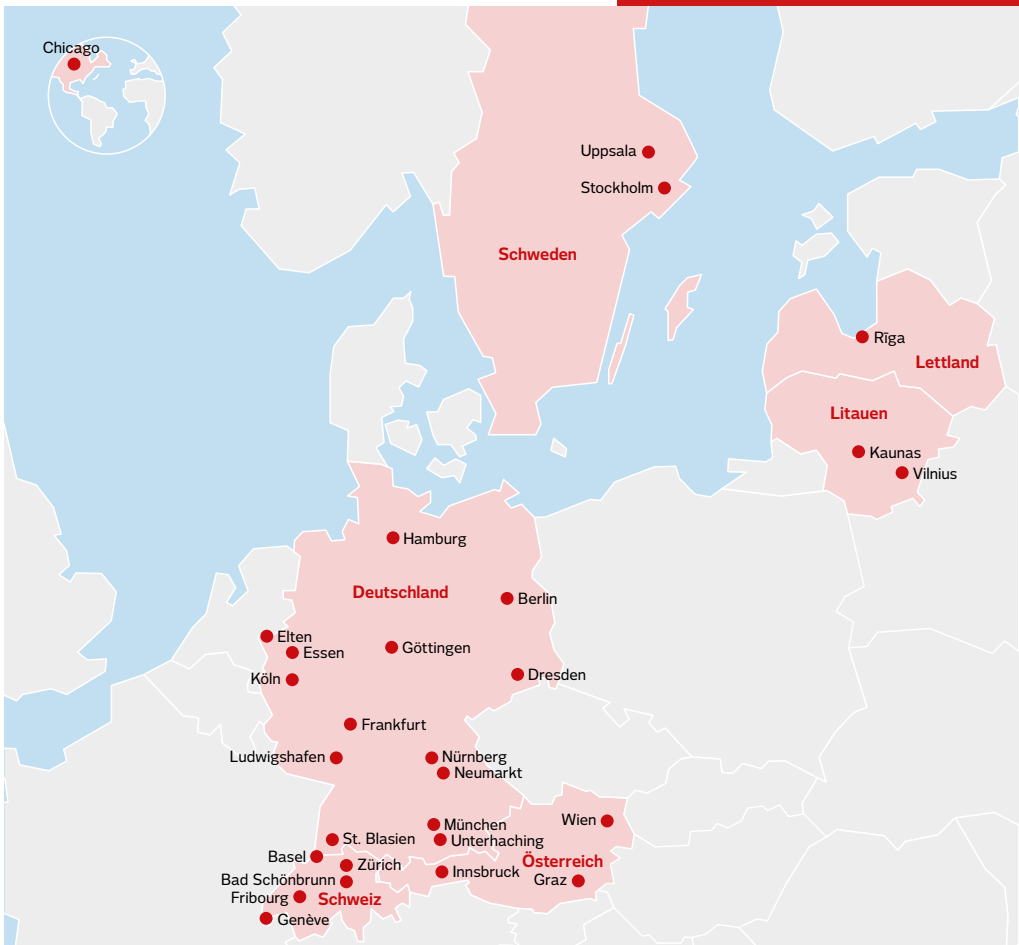 Chicago
Uppsala
Stockholm
Schweden
Rīga
Lettland
Litauen
Kaunas
Vilnius
Hamburg
Deutschland
Berlin
Elten
Essen
Göttingen
Köln
Dresden
Frankfurt
Ludwigshafen
Nürnberg
Neumarkt
Wien
München
St. Blasien
Unterhaching
Basel
Zürich
Österreich
Innsbruck
Bad Schönbrunn
Graz
Fribourg
Schweiz
Genève